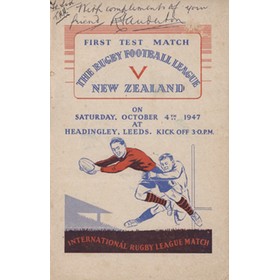 With compliments of your
friend
FIRST TEST MATCH
THE RUGBY FOOTBALL LEAGUE
V
NEW ZEALAND
ON
SATURDAY, OCTOBER 4TH 1947
AT
HEADINGLEY, LEEDS. KICK OFF 3·0 P.M.
INTERNATIONAL RUGBY LEAGUE MATCH